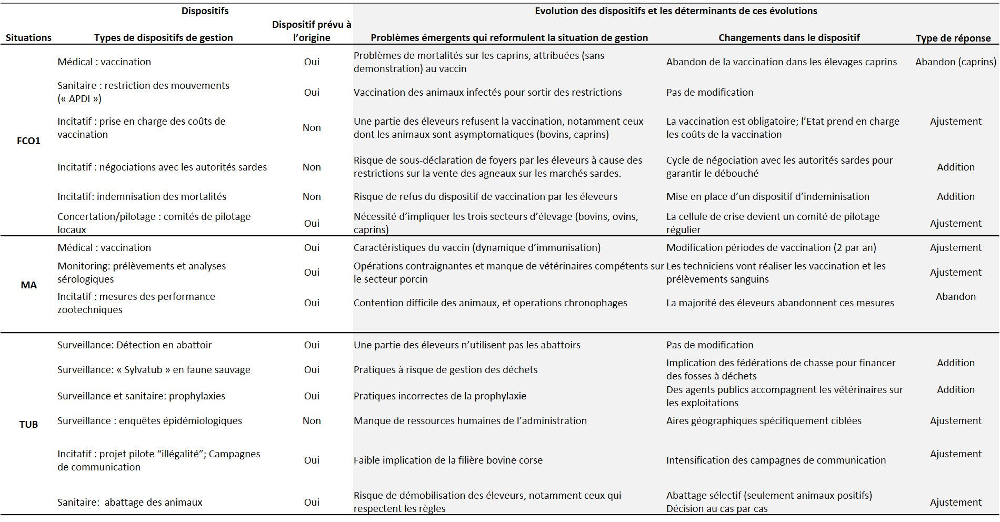 Dispositifs
Evolution des dispositifs et les déterminants de ces évolutions
Situations
Types de dispositifs de gestion
Dispositif prévu à
l’origine
Problèmes émergents qui reformulent la situation de gestion
Changements dans le dispositif
Type de réponse
FCO1
Médical : vaccination
Oui
Problèmes de mortalités sur les caprins, attribuées (sans
demonstration) au vaccin
Abandon de la vaccination dans les élevages caprins
Abandon (caprins)
Sanitaire : restriction des mouvements
(« APDI »)
Oui
Vaccination des animaux infectés pour sortir des restrictions
Pas de modification
Incitatif : prise en charge des coûts de
vaccination
Non
Une partie des éleveurs refusent la vaccination, notamment ceux
dont les animaux sont asymptomatiques (bovins, caprins)
La vaccination est obligatoire; l’Etat prend en charge
les coûts de la vaccination
Ajustement
Incitatif : négociations avec les autorités sardes
Non
Risque de sous-déclaration de foyers par les éleveurs à cause des
restrictions sur la vente des agneaux sur les marchés sardes.
Cycle de négociation avec les autorités sardes pour
garantir le débouché
Addition
Incitatif: indemnisation des mortalités
Non
Risque de refus du dispositif de vaccination par les éleveurs
Mise en place d’un dispositif d’indeminisation
Addition
Concertation/pilotage : comités de pilotage
locaux
Oui
Nécessité d’impliquer les trois secteurs d’élevage (bovins, ovins,
caprins)
La cellule de crise devient un comité de pilotage
régulier
Ajustement
MA
Médical : vaccination
Oui
Caractéristiques du vaccin (dynamique d’immunisation)
Modification périodes de vaccination (2 par an)
Ajustement
Monitoring: prélèvements et analyses
sérologiques
Oui
Opérations contraignantes et manque de vétérinaires compétents sur
le secteur porcin
Les techniciens vont réaliser les vaccination et les
prélèvements sanguins
Ajustement
Incitatif : mesures des performance
zootechniques
Oui
Contention difficile des animaux, et operations chronophages
La majorité des éleveurs abandonnent ces mesures
Abandon
TUB
Surveillance: Détection en abattoir
Oui
Une partie des éleveurs n’utilisent pas les abattoirs
Pas de modification
Surveillance: « Sylvatub » en faune sauvage
Oui
Pratiques à risque de gestion des déchets
Implication des fédérations de chasse pour financer
des fosses à déchets
Addition
Surveillance et sanitaire: prophylaxies
Oui
Pratiques incorrectes de la prophylaxie
Des agents publics accompagnent les vétérinaires sur
les exploitations
Addition
Surveillance : enquêtes épidémiologiques
Non
Manque de ressources humaines de l’administration
Aires géographiques spécifiquement ciblées
Ajustement
Incitatif : projet pilote “illégalité”; Campagnes
de communication
Oui
Faible implication de la filière bovine corse
Intensification des campagnes de communication
Ajustement
Sanitaire:  abattage des animaux
Oui
Risque de démobilisation des éleveurs, notamment ceux qui
respectent les règles
Abattage sélectif (seulement animaux positifs)
Décision au cas par cas
Ajustement